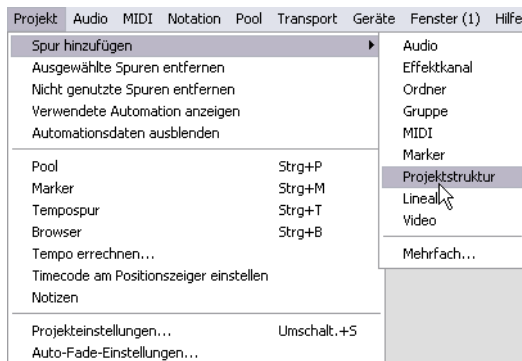 Projekt Audio MIDI Notation Pool Transport Geräte Fenster (1) Hilfe
Spur hinzufügen
Ausgewählte Spuren entfernen
Nicht genutzte Spuren entfernen
Verwendete Automation anzeigen
Automationsdaten ausblenden
Pool Strg+P
Marker Strg+M
Tempospur Strg+T
Browser Strg+B
Tempo errechnen...
Timecode am Positionszeiger einstellen
Notizen
Projekteinstellungen... Umschalt.+S
Auto-Fade-Einstellungen...
Audio
Effektkanal
Ordner
Gruppe
MIDI
Marker
Projektstruktur
Lineal
Video
Mehrfach...